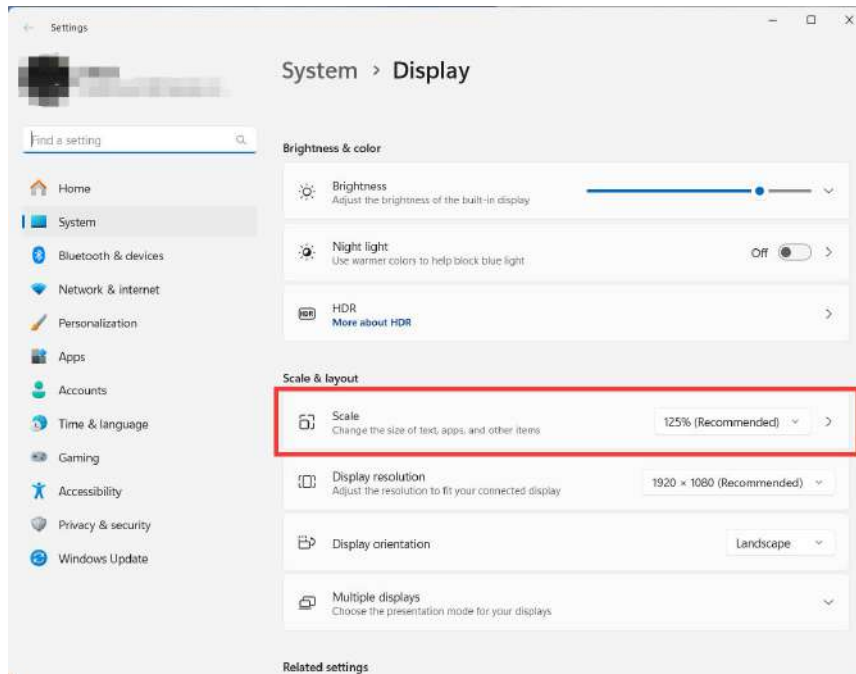 Settings
System > Display
Find a setting
Home
System
Bluetooth & devices
Network & internet
Personalization
Apps
Accounts
Time & language
Gaming
Accessibility
Privacy & security
Windows Update
Brightness & color
Brightness
Adjust the brightness of the built-in display
Night light
Use warmer colors to help block blue light
Off
HDR
HDR
More about HDR
Scale & layout
Scale
Change the size of text, apps, and other items
125% (Recommended)
Display resolution
Adjust the resolution to fit your connected display
1920 × 1080 (Recommended)
Display orientation
Landscape
Multiple displays
Choose the presentation mode for your displays
Related settings